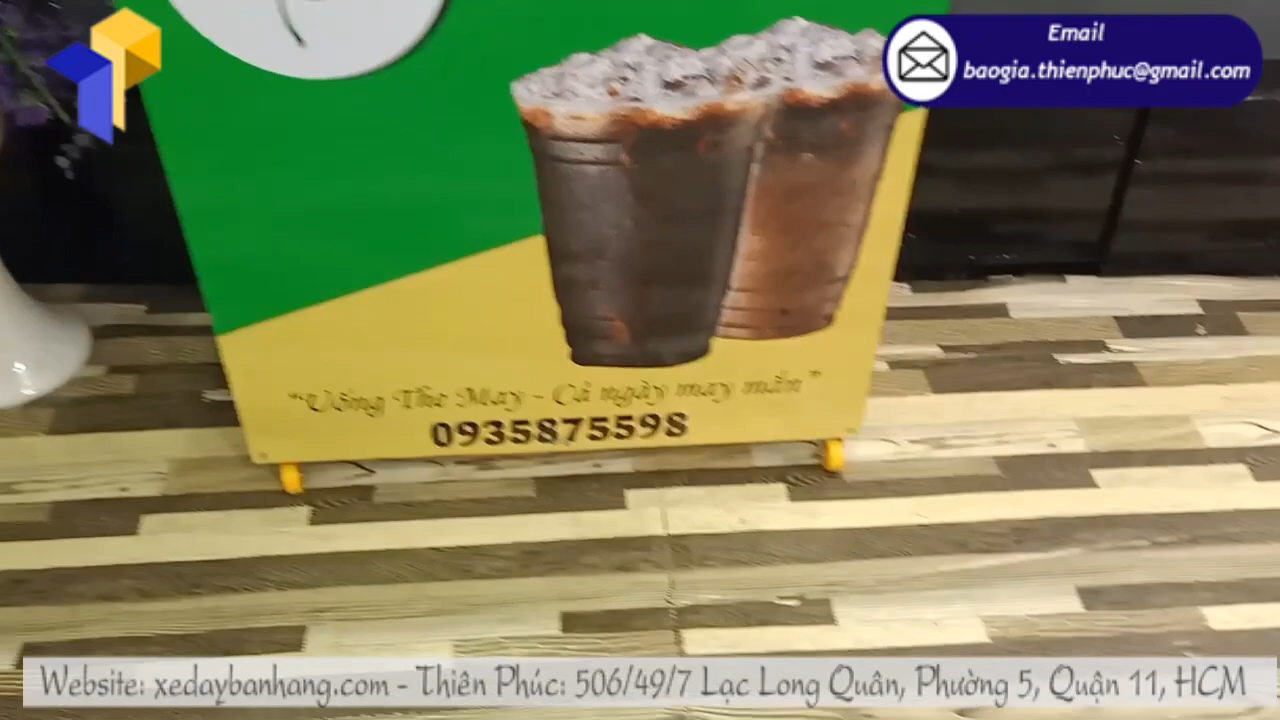 Email
baogia.thienphuc@gmail.com
"Uống The May - Cả ngày may mắn"
0935875598
Website: xedaybanhang.com - Thiên Phúc: 506/49/7 Lạc Long Quân, Phường 5, Quận 11, HCM